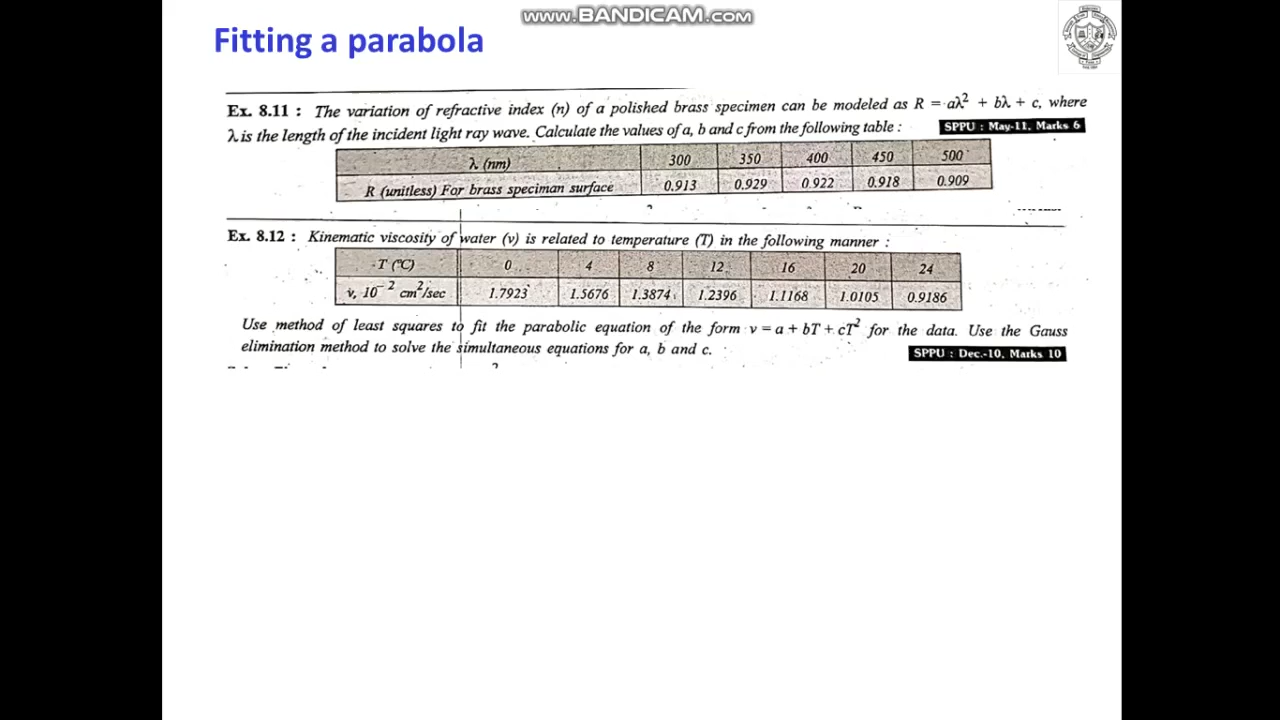 www.BANDICAM.com
Fitting a parabola
Ex. 8.11 : The variation of refractive index (n) of a polished brass specimen can be modeled as R = aλ² + bλ + c, where
λ is the length of the incident light ray wave. Calculate the values of a, b and c from the following table : SPPU : May-11, Marks 6
λ (nm) 300 350 400 450 500
R (unitless) For brass speciman surface 0.913 0.929 0.922 0.918 0.909
Ex. 8.12 : Kinematic viscosity of water (v) is related to temperature (T) in the following manner :
T (°C) 0 4 8 12 16 20 24
v, 10⁻² cm²/sec 1.7923 1.5676 1.3874 1.2396 1.1168 1.0105 0.9186
Use method of least squares to fit the parabolic equation of the form v = a + bT + cT² for the data. Use the Gauss
elimination method to solve the simultaneous equations for a, b and c. SPPU : Dec.-10, Marks 10